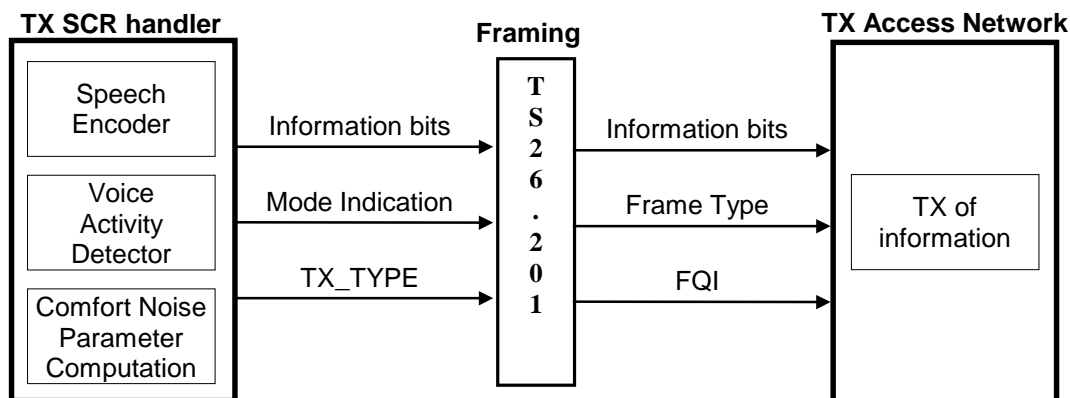 TX SCR handler
Speech
Encoder
Voice
Activity
Detector
Comfort Noise
Parameter
Computation
Information bits
Mode Indication
TX_TYPE
Framing
T
S
2
6
.
2
0
1
Information bits
Frame Type
FQI
TX Access Network
TX of
information